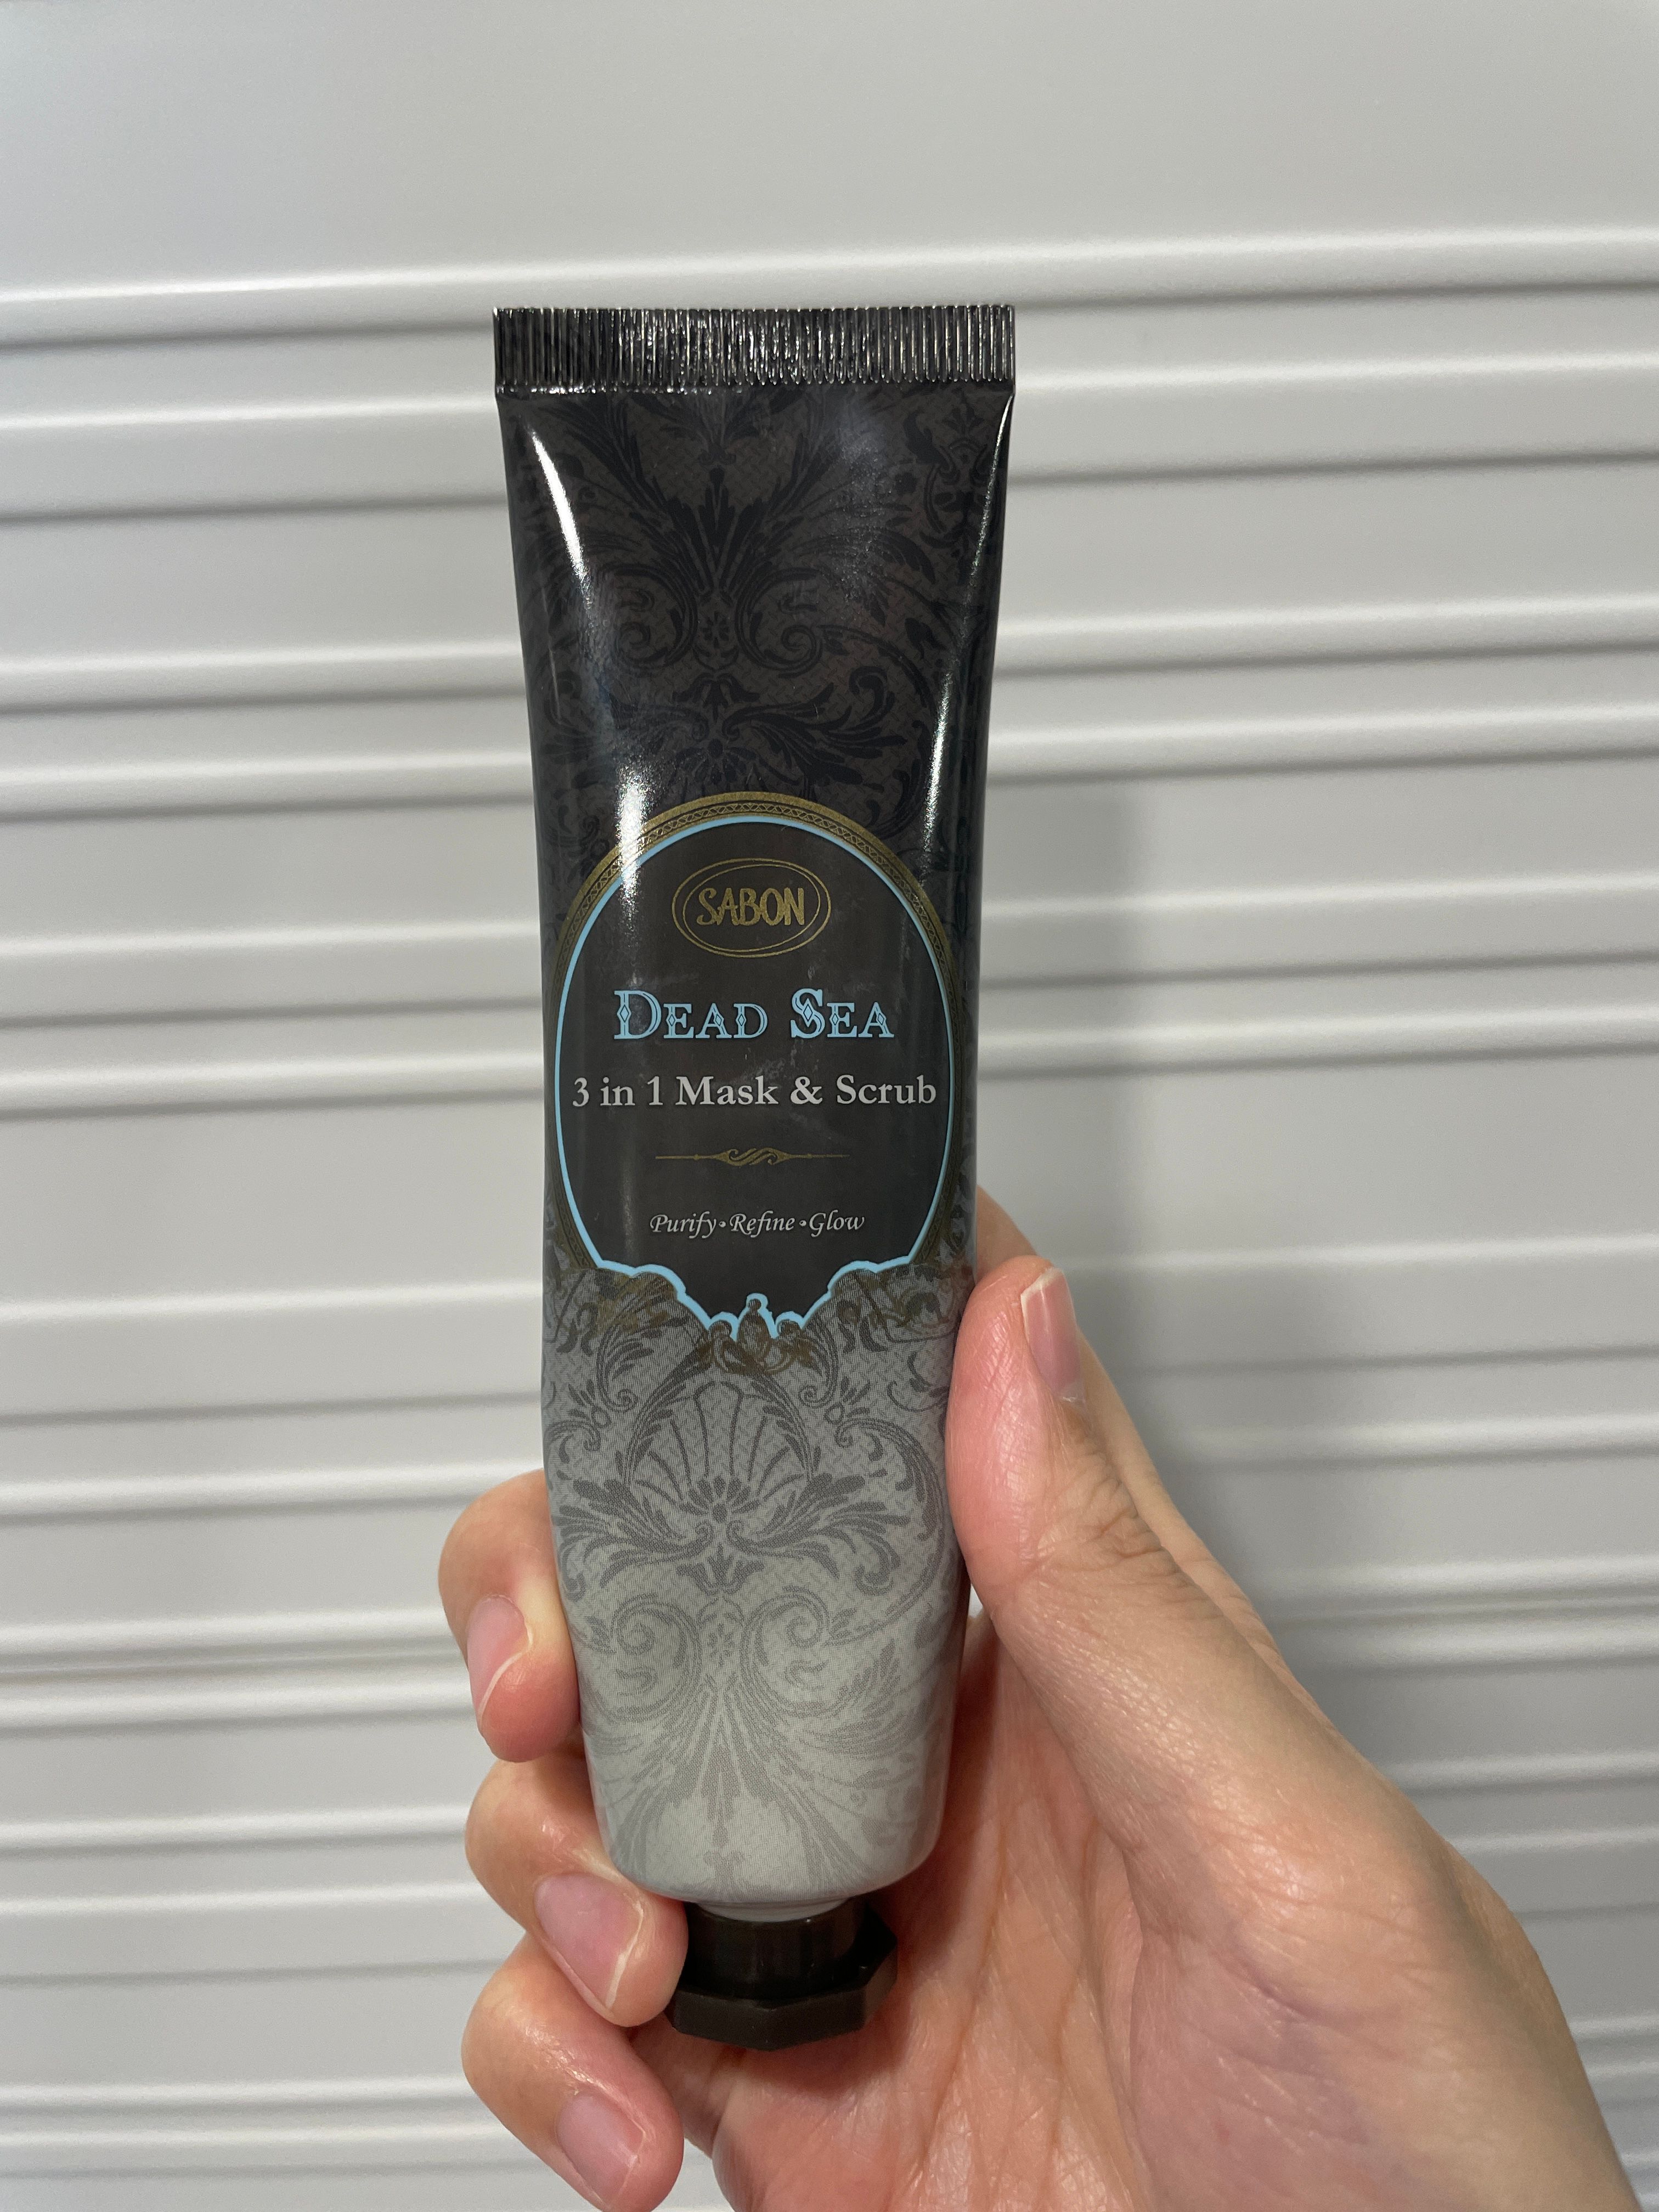 SABON
DEAD SEA
3 in 1 Mask & Scrub
Purify•Refine•Glow